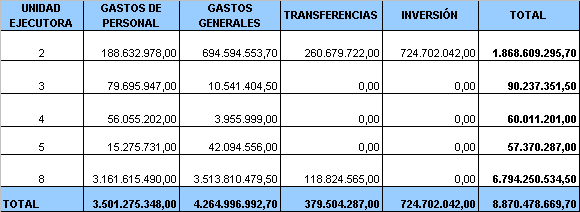 UNIDAD EJECUTORA GASTOS DE PERSONAL GASTOS GENERALES TRANSFERENCIAS INVERSIÓN TOTAL
2 188.632.978,00 694.594.553,70 260.679.722,00 724.702.042,00 1.868.609.295,70
3 79.695.947,00 10.541.404,50 0,00 0,00 90.237.351,50
4 56.055.202,00 3.955.999,00 0,00 0,00 60.011.201,00
5 15.275.731,00 42.094.556,00 0,00 0,00 57.370.287,00
8 3.161.615.490,00 3.513.810.479,50 118.824.565,00 0,00 6.794.250.534,50
TOTAL 3.501.275.348,00 4.264.996.992,70 379.504.287,00 724.702.042,00 8.870.478.669,70